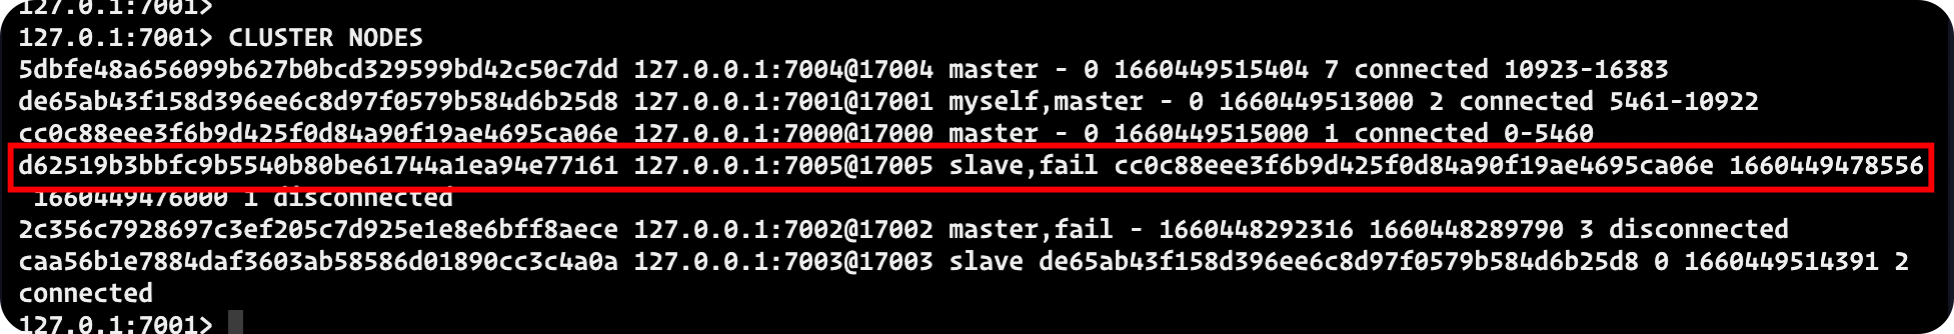 127.0.0.1:7001>
127.0.0.1:7001> CLUSTER NODES
5dbfe48a656099b627b0bcd329599bd42c50c7dd 127.0.0.1:7004@17004 master - 0 1660449515404 7 connected 10923-16383
de65ab43f158d396ee6c8d97f0579b584d6b25d8 127.0.0.1:7001@17001 myself,master - 0 1660449513000 2 connected 5461-10922
cc0c88eee3f6b9d425f0d84a90f19ae4695ca06e 127.0.0.1:7000@17000 master - 0 1660449515000 1 connected 0-5460
d62519b3bbfc9b5540b80be61744a1ea94e77161 127.0.0.1:7005@17005 slave,fail cc0c88eee3f6b9d425f0d84a90f19ae4695ca06e 1660449478556
1660449476000 1 disconnected
2c356c7928697c3ef205c7d925e1e8e6bff8aece 127.0.0.1:7002@17002 master,fail - 1660448292316 1660448289790 3 disconnected
caa56b1e7884daf3603ab58586d01890cc3c4a0a 127.0.0.1:7003@17003 slave de65ab43f158d396ee6c8d97f0579b584d6b25d8 0 1660449514391 2
connected
127.0.0.1:7001>